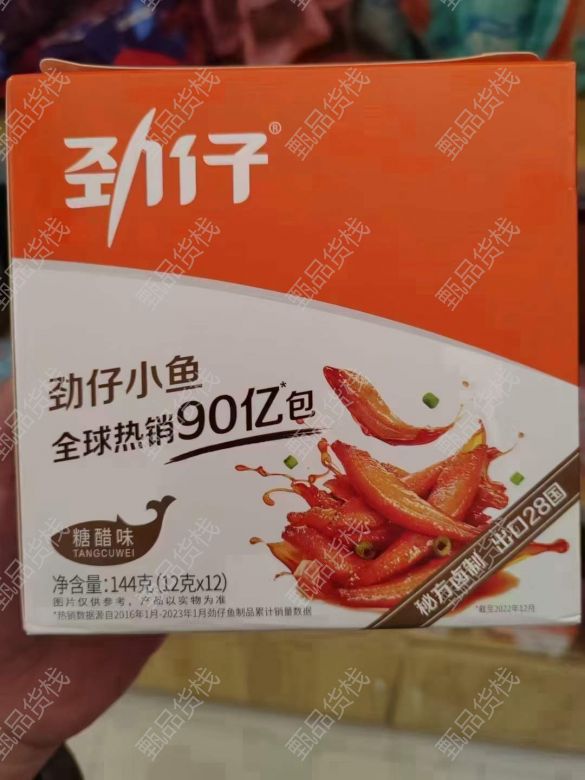 劲仔®
劲仔小鱼
全球热销90亿*包
糖醋味
TANGCUWEI
净含量:144克(12克x12)
图片仅供参考，产品以实物为准
*热销数据源自2016年1月-2023年1月劲仔鱼制品累计销量数据
秘方卤制 出口28国
*截至2022年12月
甄品货栈